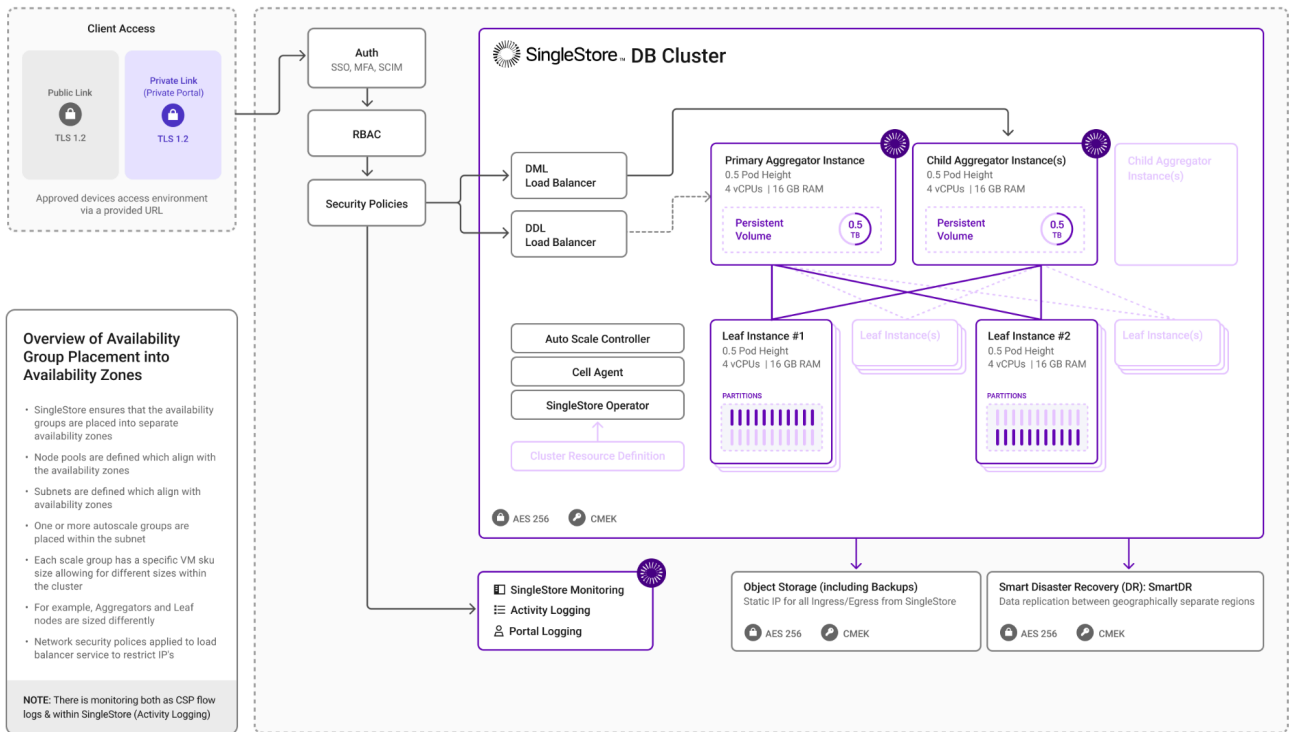 Client Access
Public Link
TLS 1.2
Private Link
(Private Portal)
TLS 1.2
Approved devices access environment
via a provided URL
Auth
SSO, MFA, SCIM
RBAC
Security Policies
SingleStore™ DB Cluster
DML
Load Balancer
DDL
Load Balancer
Primary Aggregator Instance
0.5 Pod Height
4 vCPUs | 16 GB RAM
Persistent
Volume
0.5
TB
Child Aggregator Instance(s)
0.5 Pod Height
4 vCPUs | 16 GB RAM
Persistent
Volume
0.5
TB
Child Aggregator
Instance(s)
Auto Scale Controller
Cell Agent
SingleStore Operator
Cluster Resource Definition
Leaf Instance #1
0.5 Pod Height
4 vCPUs | 16 GB RAM
PARTITIONS
Leaf Instance(s)
Leaf Instance #2
0.5 Pod Height
4 vCPUs | 16 GB RAM
PARTITIONS
Leaf Instance(s)
AES 256
CMEK
Overview of Availability
Group Placement into
Availability Zones
• SingleStore ensures that the availability
groups are placed into separate
availability zones
• Node pools are defined which align with
the availability zones
• Subnets are defined which align with
availability zones
• One or more autoscale groups are
placed within the subnet
• Each scale group has a specific VM sku
size allowing for different sizes within
the cluster
• For example, Aggregators and Leaf
nodes are sized differently
• Network security polices applied to load
balancer service to restrict IP's
NOTE: There is monitoring both as CSP flow
logs & within SingleStore (Activity Logging)
SingleStore Monitoring
Activity Logging
Portal Logging
Object Storage (including Backups)
Static IP for all Ingress/Egress from SingleStore
AES 256
CMEK
Smart Disaster Recovery (DR): SmartDR
Data replication between geographically separate regions
AES 256
CMEK